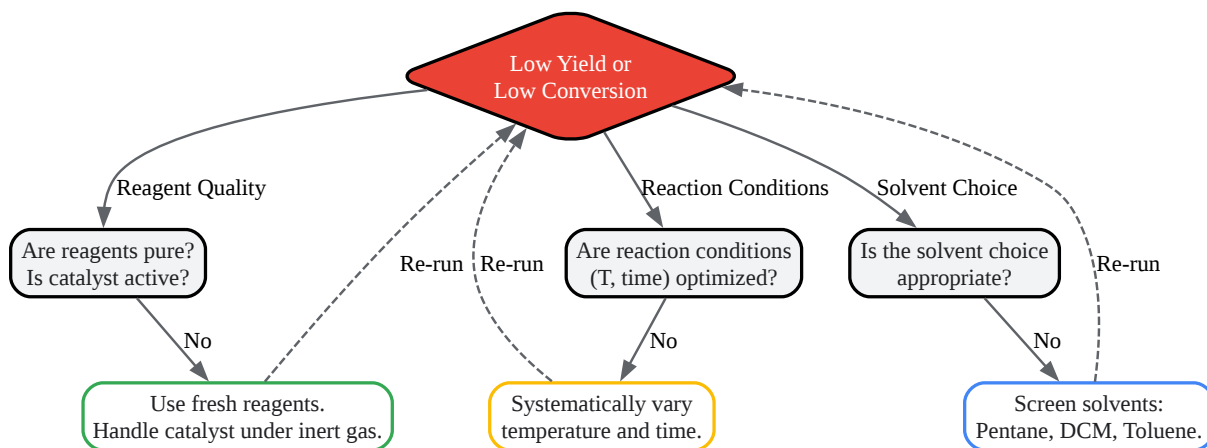 Low Yield or
Low Conversion
Reagent Quality
Reaction Conditions
Solvent Choice
Are reagents pure?
Is catalyst active?
Re-run
Re-run
Are reaction conditions
(T, time) optimized?
Is the solvent choice
appropriate?
Re-run
No
No
No
Use fresh reagents.
Handle catalyst under inert gas.
Systematically vary
temperature and time.
Screen solvents:
Pentane, DCM, Toluene.